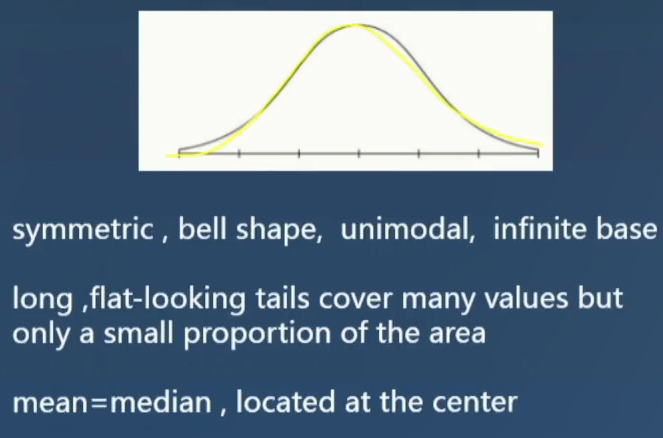 symmetric , bell shape,  unimodal,  infinite base
long ,flat-looking tails cover many values but
only a small proportion of the area
mean=median , located at the center